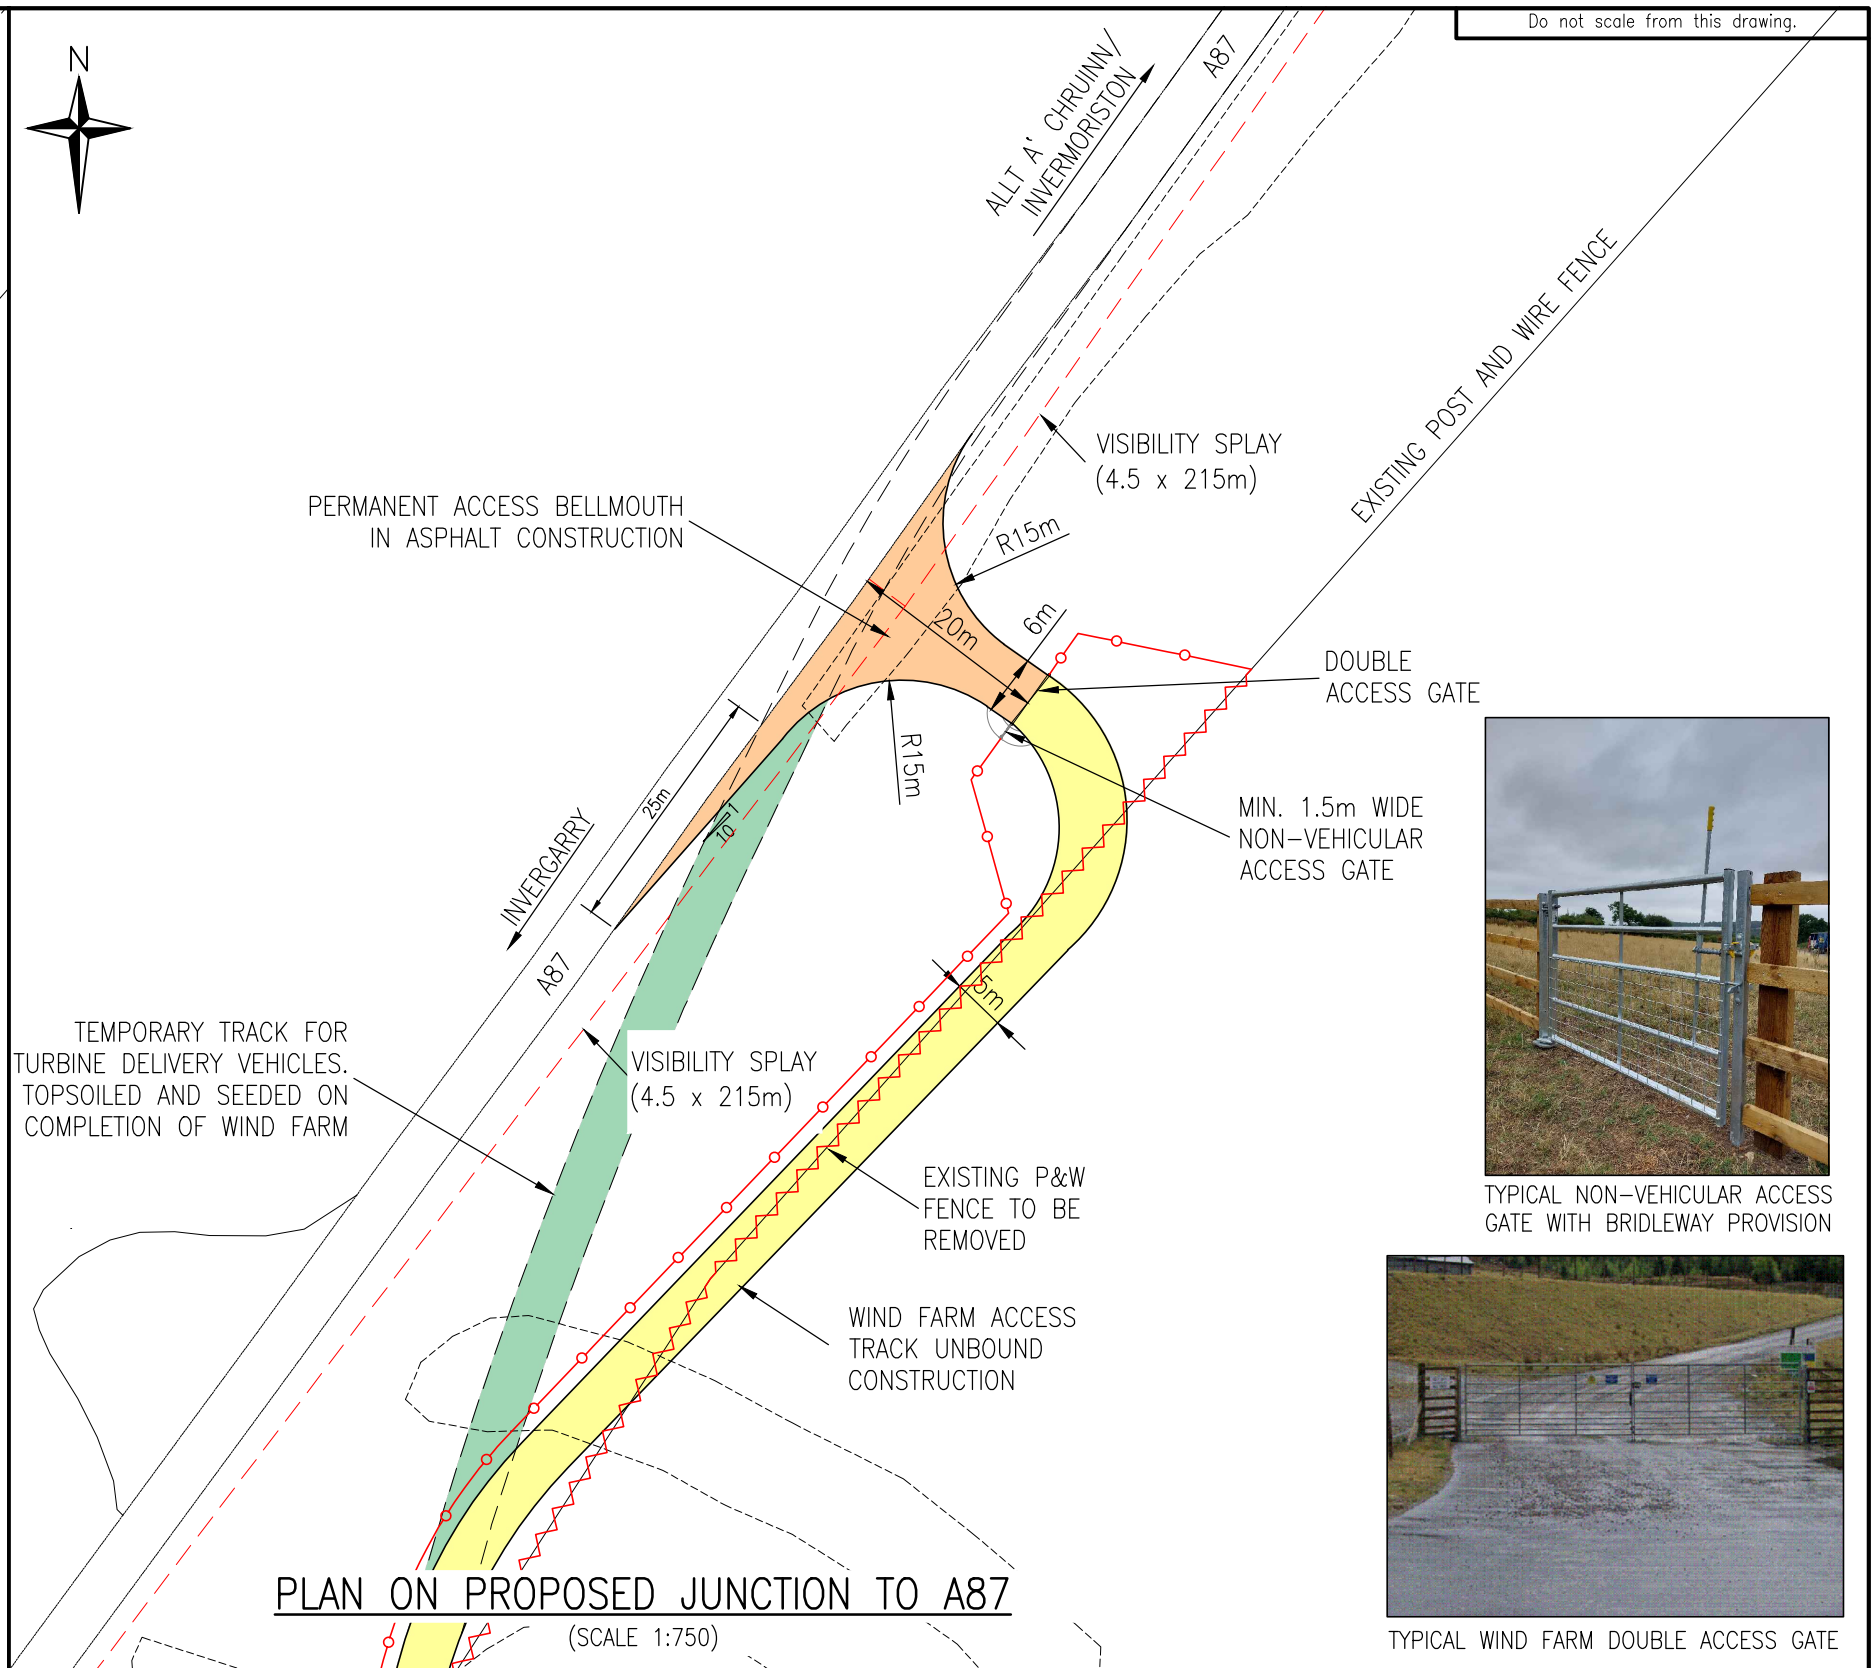 Do not scale from this drawing.
N
ALLT A' CHRUINN/
INVERMORISTON
A87
EXISTING POST AND WIRE FENCE
VISIBILITY SPLAY
(4.5 x 215m)
PERMANENT ACCESS BELLMOUTH
IN ASPHALT CONSTRUCTION
R15m
20m
6m
DOUBLE
ACCESS GATE
R15m
25m
1
10
MIN. 1.5m WIDE
NON-VEHICULAR
ACCESS GATE
INVERGARRY
A87
5m
TEMPORARY TRACK FOR
TURBINE DELIVERY VEHICLES.
TOPSOILED AND SEEDED ON
COMPLETION OF WIND FARM
VISIBILITY SPLAY
(4.5 x 215m)
EXISTING P&W
FENCE TO BE
REMOVED
TYPICAL NON-VEHICULAR ACCESS
GATE WITH BRIDLEWAY PROVISION
WIND FARM ACCESS
TRACK UNBOUND
CONSTRUCTION
PLAN ON PROPOSED JUNCTION TO A87
(SCALE 1:750)
TYPICAL WIND FARM DOUBLE ACCESS GATE